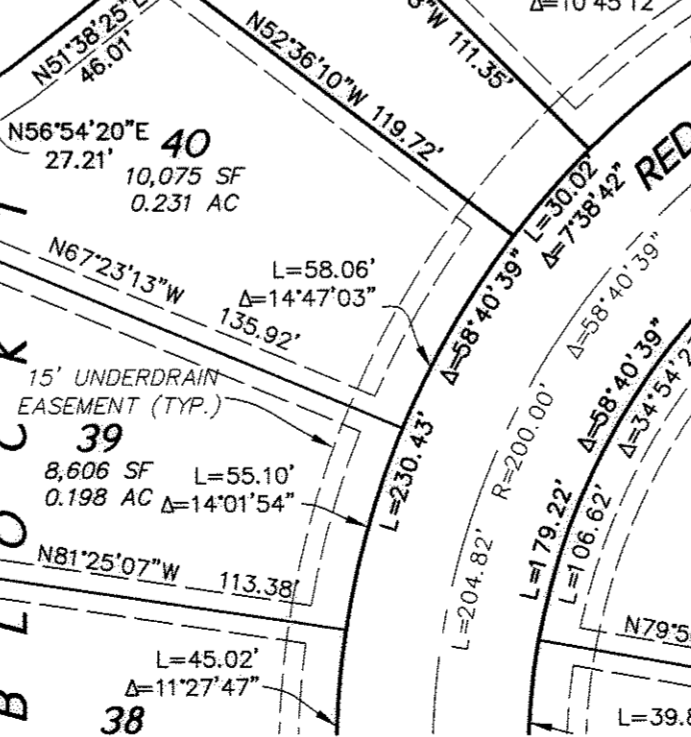 Δ=10°45'12"
111.35'
N51°38'25"
46.01'
N52°36'10"W 119.72'
N56°54'20"E
27.21'
40
10,075 SF
0.231 AC
L=30.02'
Δ=7°38'42"
RED
N67°23'13"W
135.92'
L=58.06'
Δ=14°47'03"
Δ=58°40'39"
L=230.43'
Δ=58°40'39"
R=200.00'
L=204.82'
Δ=58°40'39"
L=179.22'
L=106.62'
15' UNDERDRAIN
EASEMENT (TYP.)
39
8,606 SF
0.198 AC
L=55.10'
Δ=14°01'54"
N81°25'07"W
113.38'
L=45.02'
Δ=11°27'47"
38
BLOCK 1